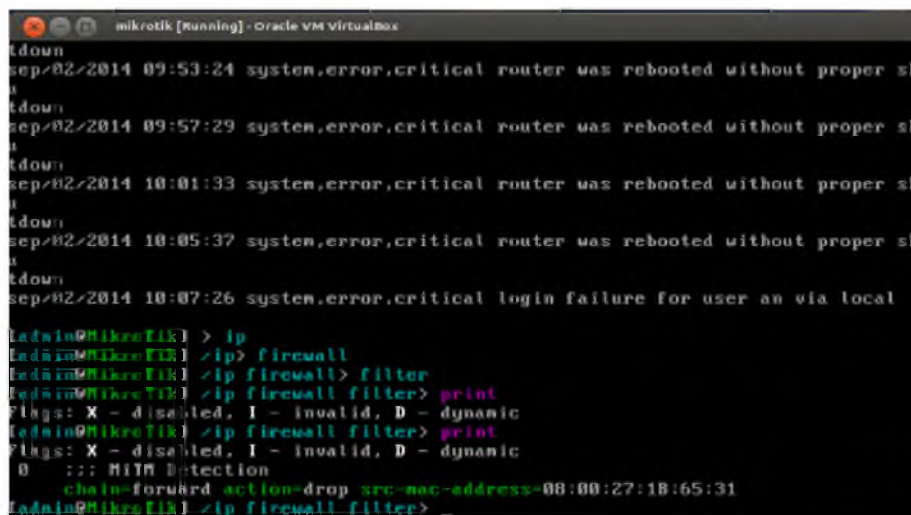 mikrotik [Running] - Oracle VM VirtualBox
tdown
sep/02/2014 09:53:24 system,error,critical router was rebooted without proper sh
u
tdown
sep/02/2014 09:57:29 system,error,critical router was rebooted without proper sh
u
tdown
sep/02/2014 10:01:33 system,error,critical router was rebooted without proper sh
u
tdown
sep/02/2014 10:05:37 system,error,critical router was rebooted without proper sh
u
tdown
sep/02/2014 10:07:26 system,error,critical login failure for user an via local
[admin@MikroTik] > ip
[admin@MikroTik] /ip> firewall
[admin@MikroTik] /ip firewall> filter
[admin@MikroTik] /ip firewall filter> print
Flags: X - disabled, I - invalid, D - dynamic
[admin@MikroTik] /ip firewall filter> print
Flags: X - disabled, I - invalid, D - dynamic
0 ;;; MITM Detection
chain=forward action=drop src-mac-address=08:00:27:1B:65:31
[admin@MikroTik] /ip firewall filter> _